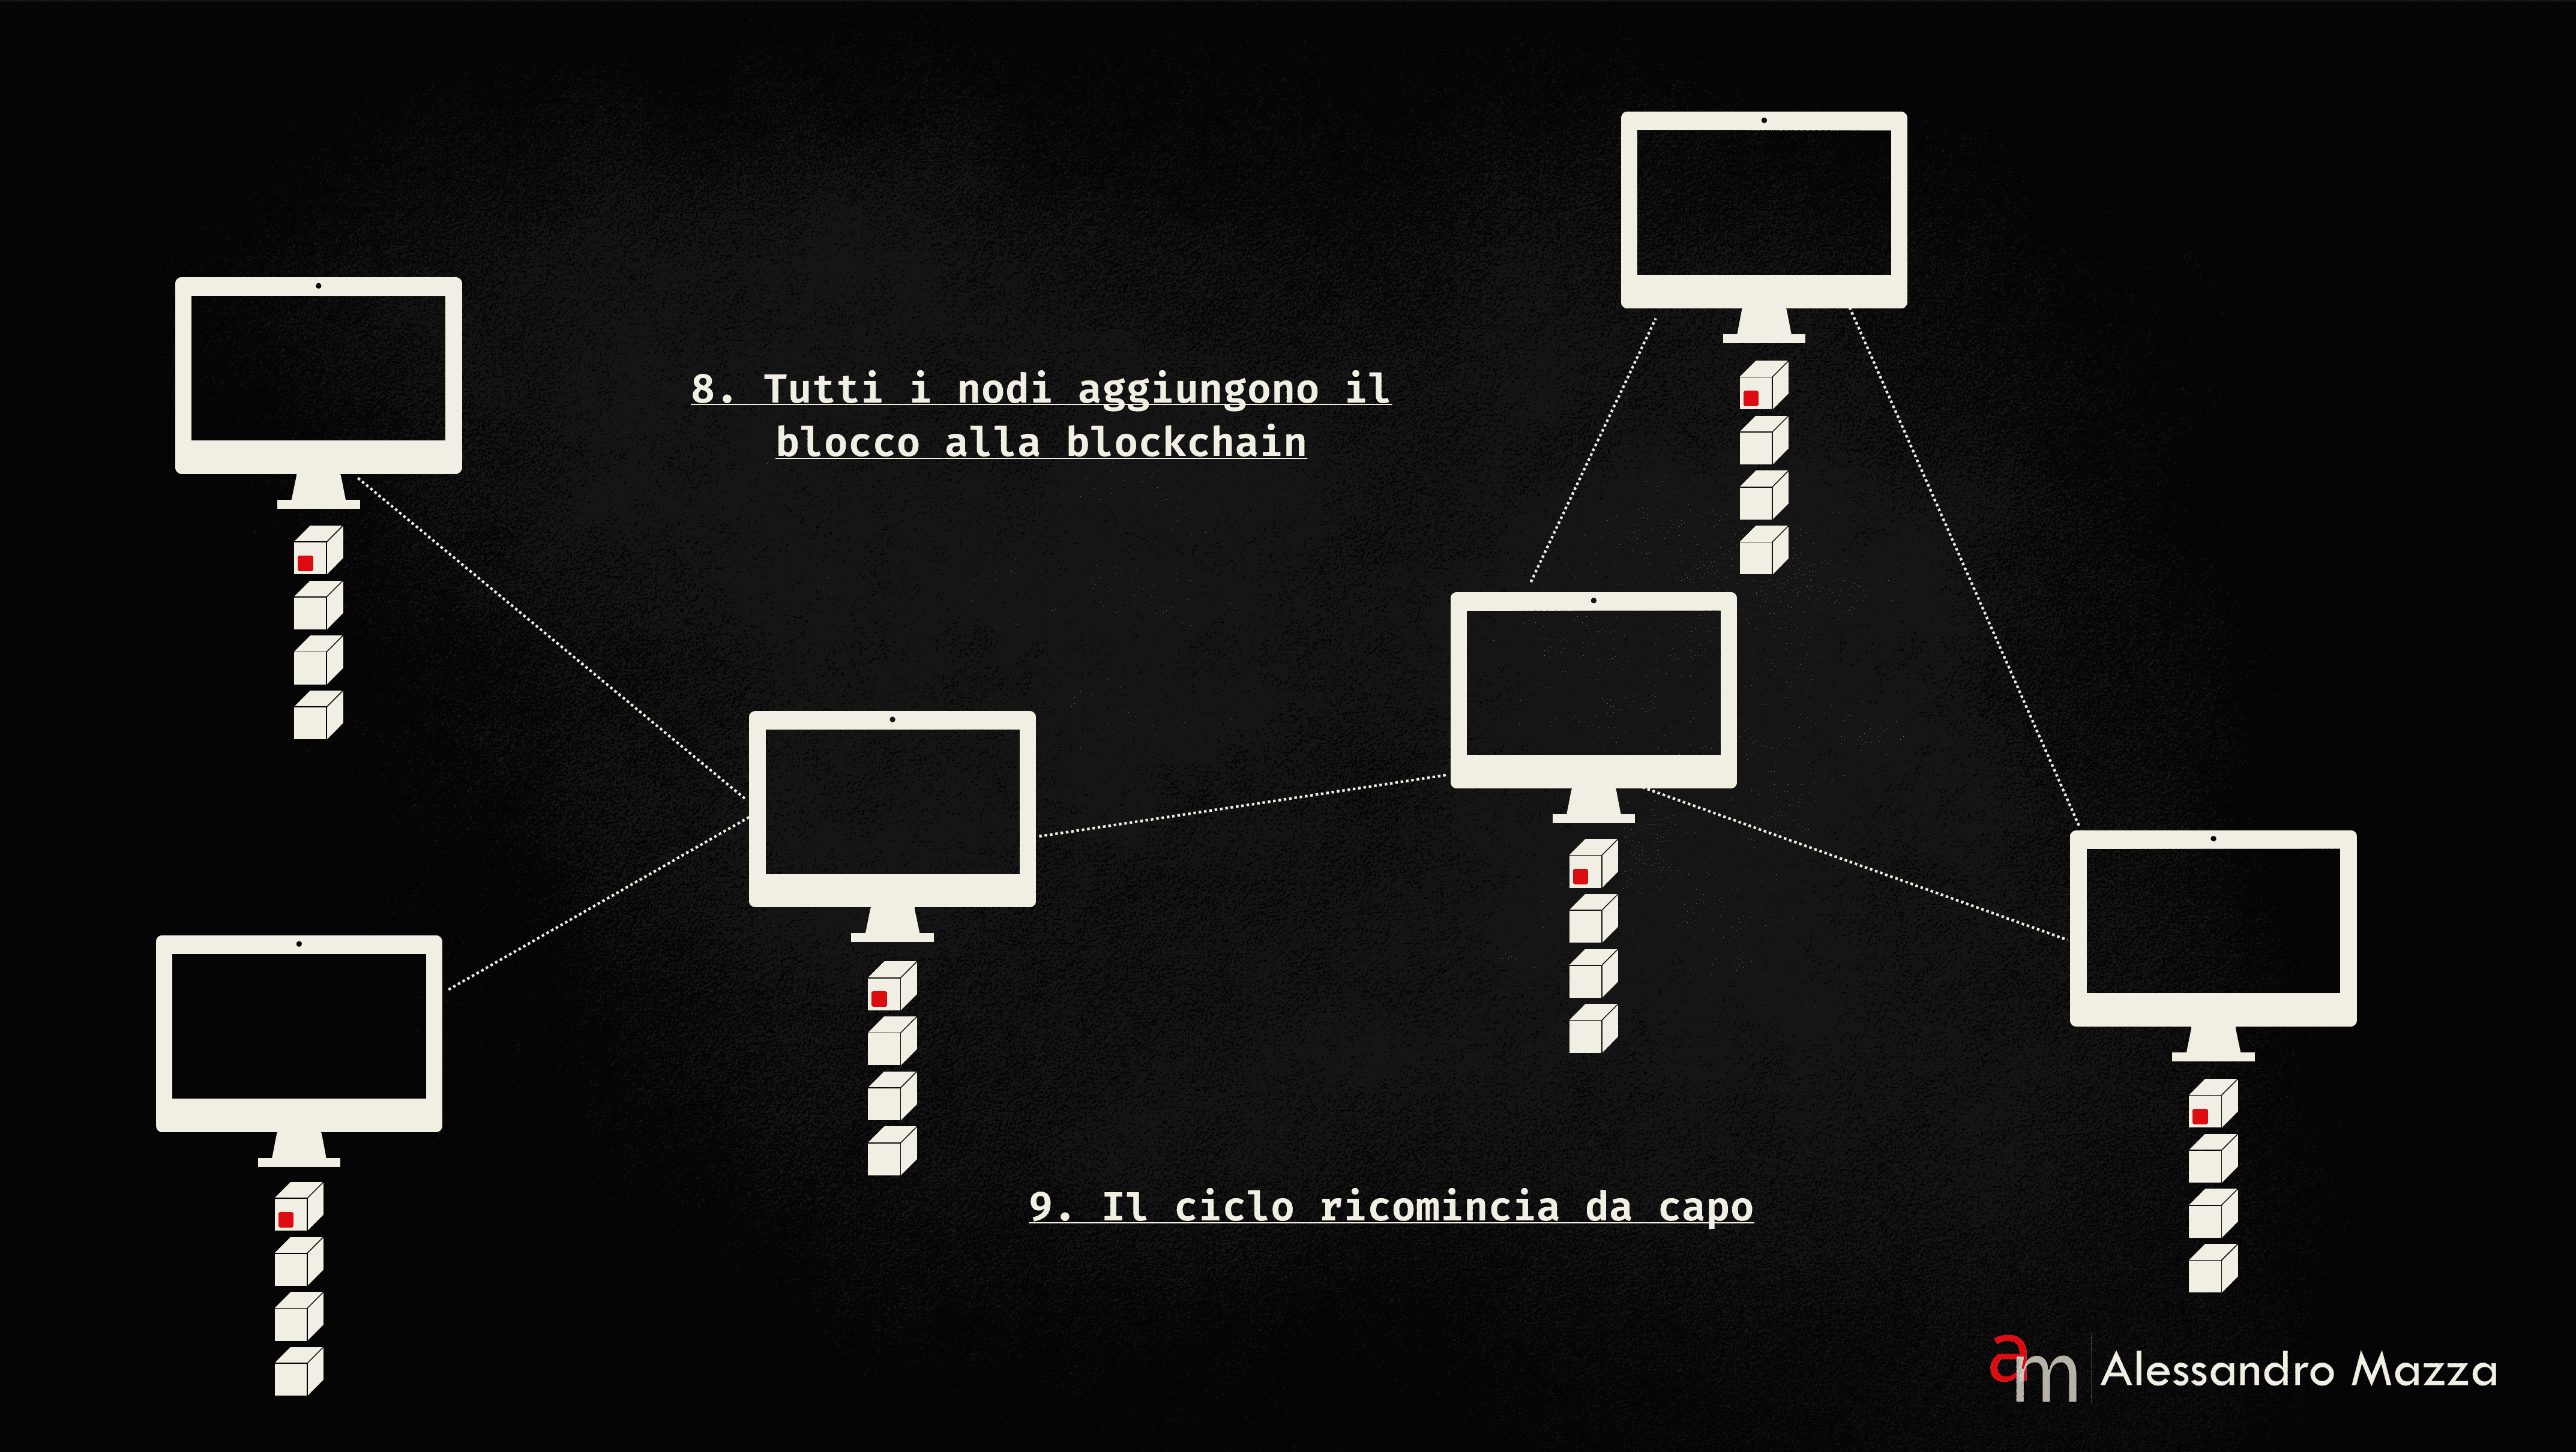 8. Tutti i nodi aggiungono il
blocco alla blockchain
9. Il ciclo ricomincia da capo
am Alessandro Mazza